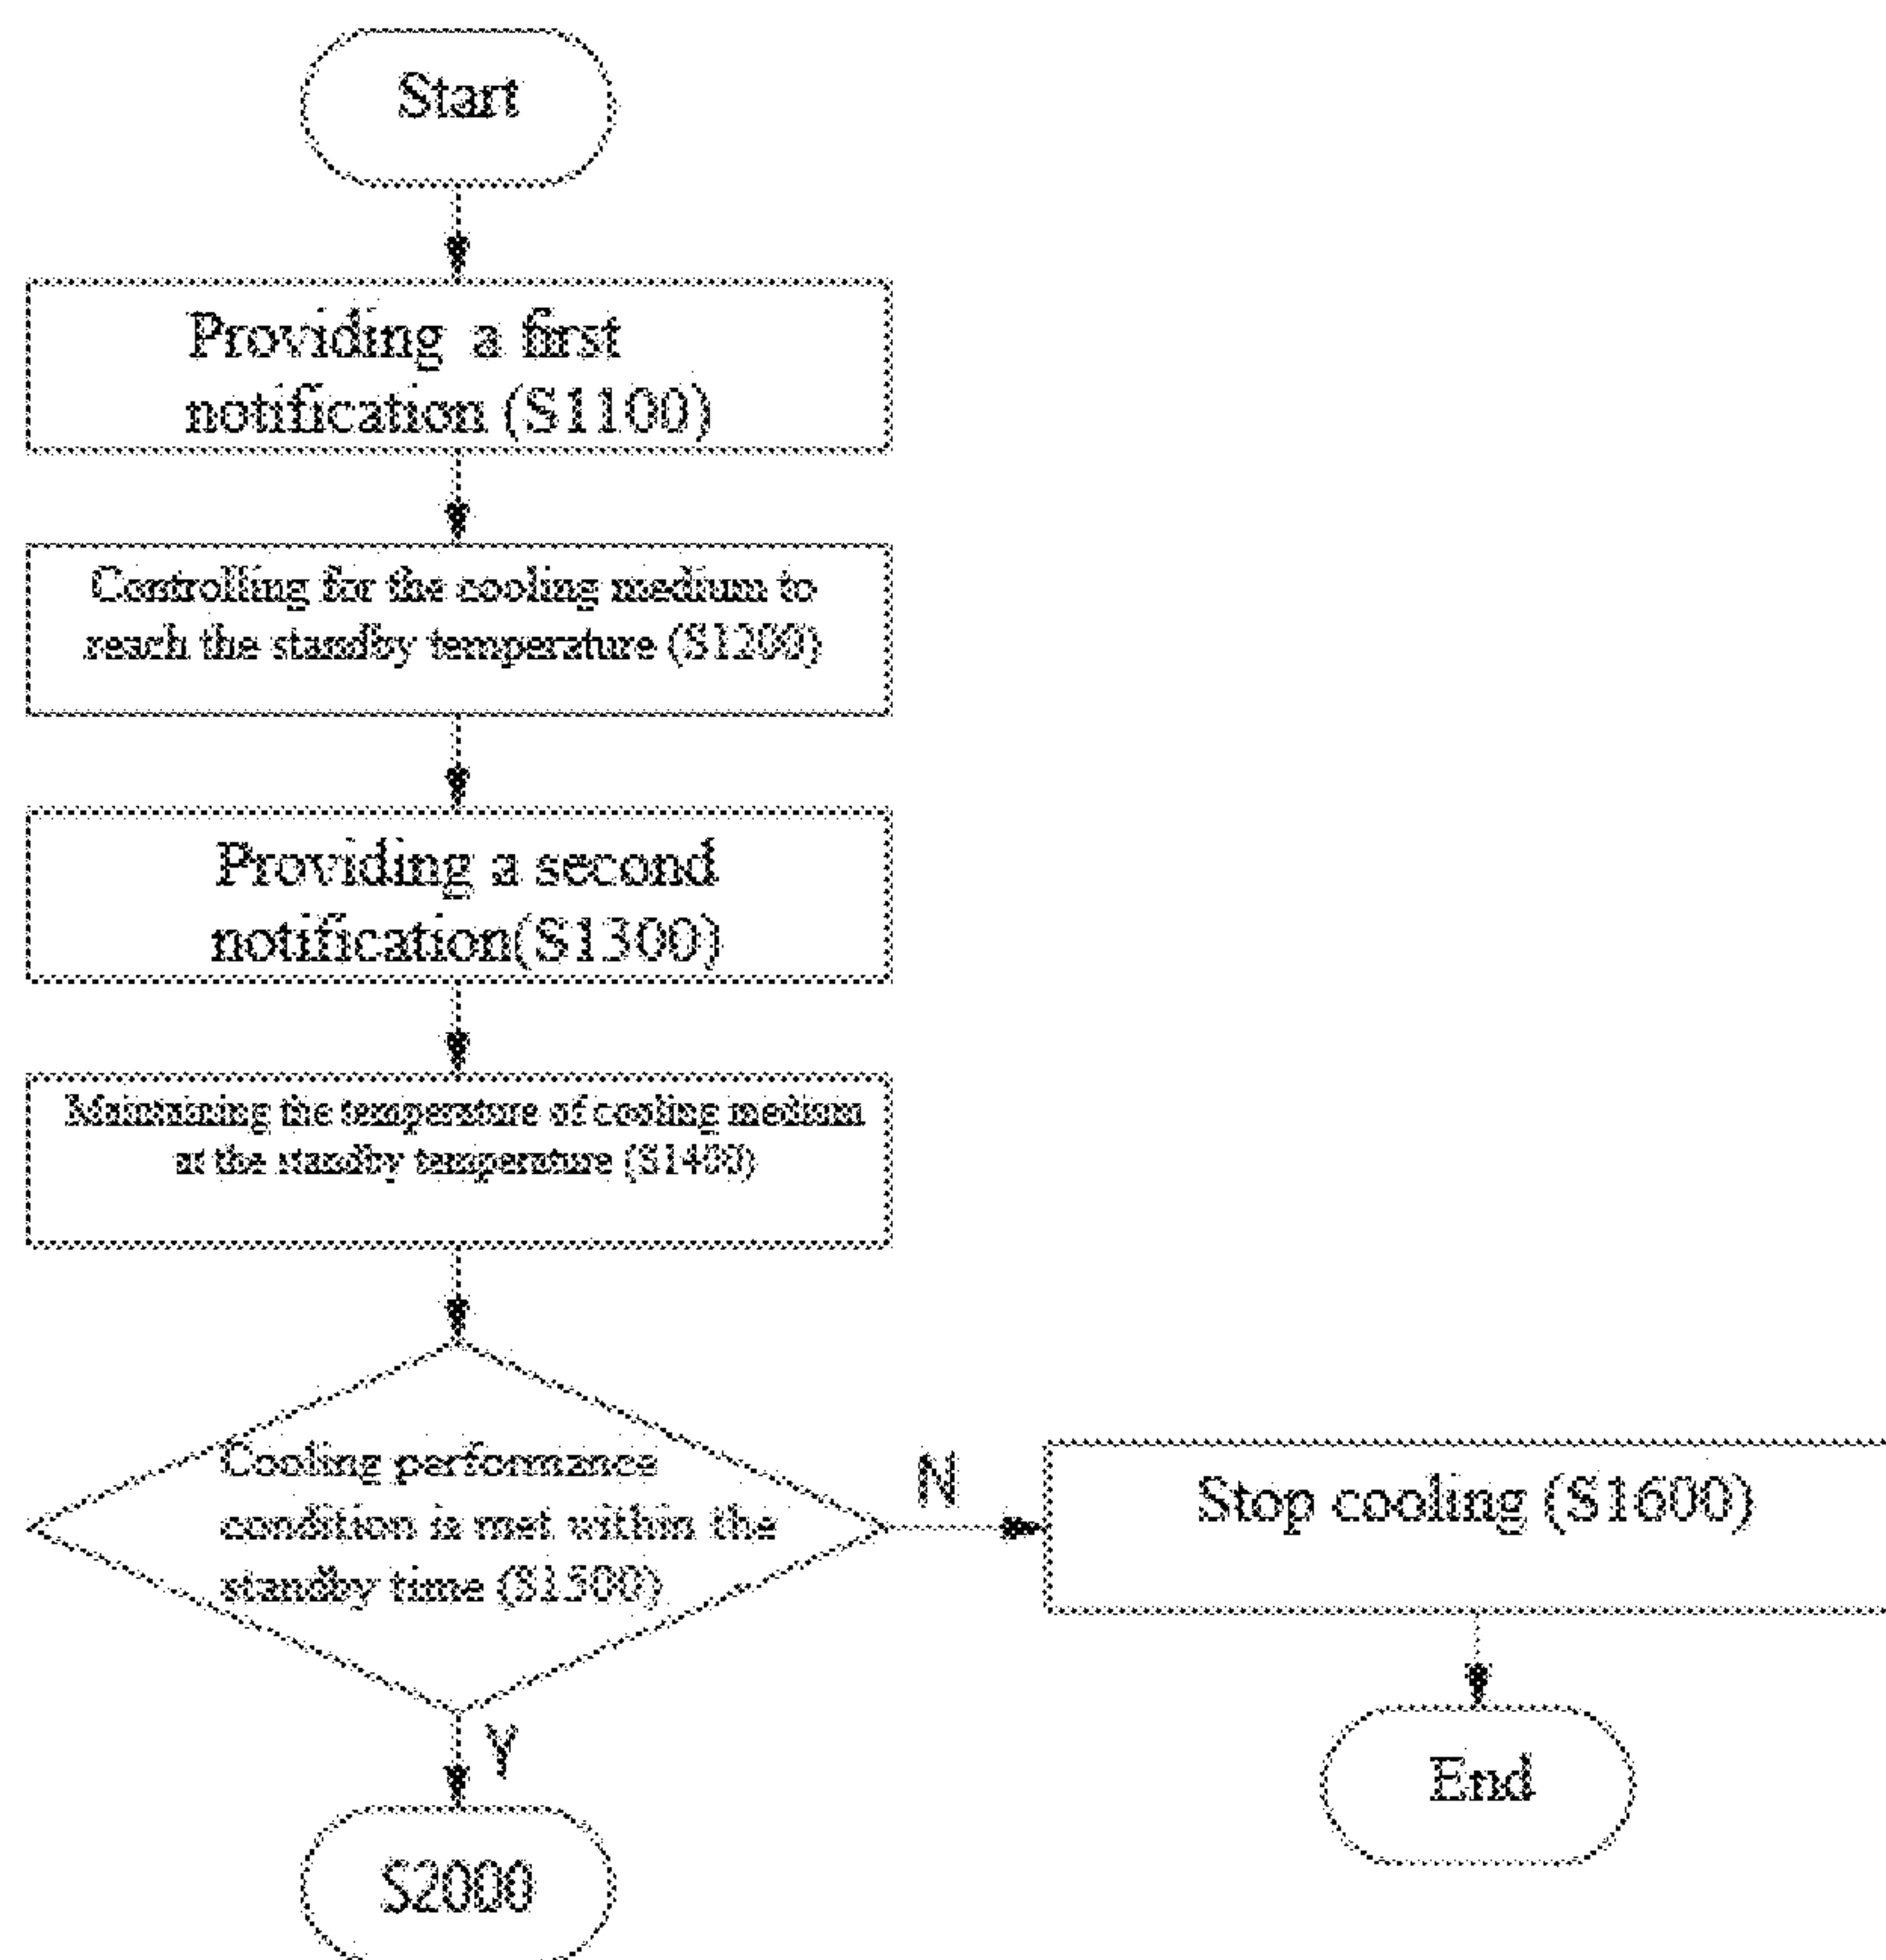 Start
Providing a first
notification (S1100)
Controlling for the cooling medium to
reach the standby temperature (S1200)
Providing a second
notification(S1300)
Maintaining the temperature of cooling medium
at the standby temperature (S1400)
Cooling performance
condition is met within the
standby time (S1500)
N
Stop cooling (S1600)
Y
End
S2000